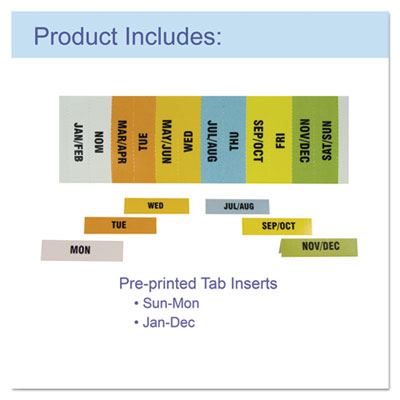 Product Includes:
JAN/FEB
MON
MAR/APR
TUE
MAY/JUN
WED
JUL/AUG
THU
SEP/OCT
FRI
NOV/DEC
SAT/SUN
WED
JUL/AUG
TUE
SEP/OCT
MON
NOV/DEC
Pre-printed Tab Inserts
• Sun-Mon
• Jan-Dec